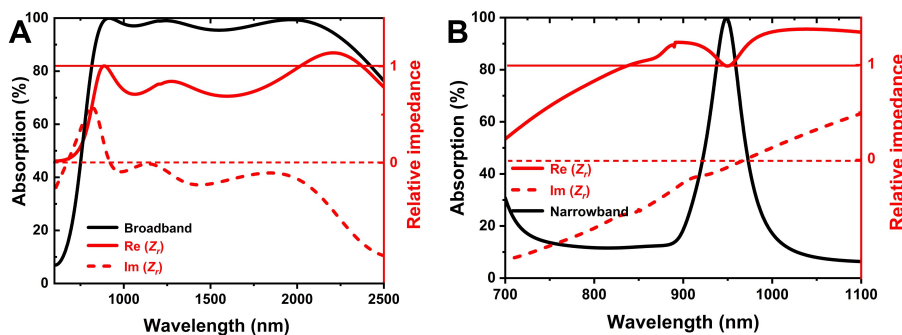 A
100
80
60
40
20
0
Absorption (%)
1
0
Relative impedance
Broadband
Re (Zr)
Im (Zr)
1000
1500
2000
2500
Wavelength (nm)
B
100
80
60
40
20
0
Absorption (%)
1
0
Relative impedance
Re (Zr)
Im (Zr)
Narrowband
700
800
900
1000
1100
Wavelength (nm)